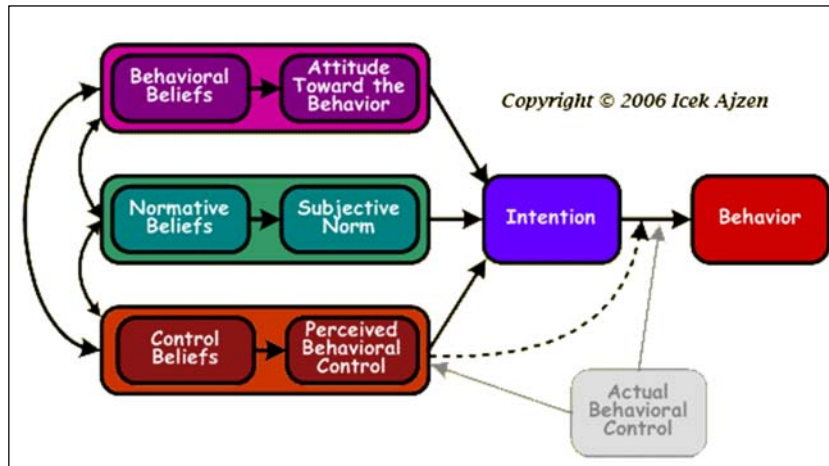 Behavioral
Beliefs
Attitude
Toward the
Behavior
Copyright © 2006 Icek Ajzen
Normative
Beliefs
Subjective
Norm
Intention
Behavior
Control
Beliefs
Perceived
Behavioral
Control
Actual
Behavioral
Control